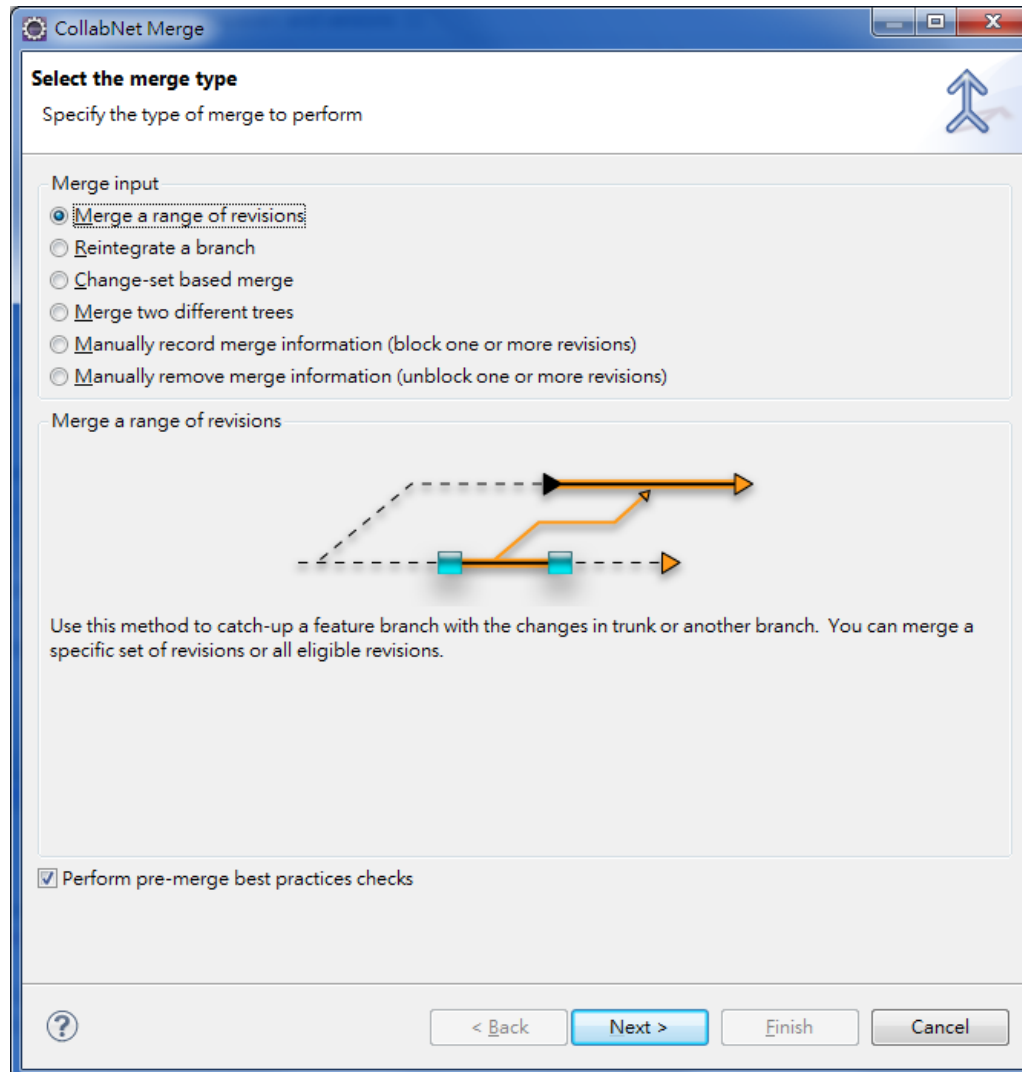 CollabNet Merge
Select the merge type
Specify the type of merge to perform
Merge input
Merge a range of revisions
Reintegrate a branch
Change-set based merge
Merge two different trees
Manually record merge information (block one or more revisions)
Manually remove merge information (unblock one or more revisions)
Merge a range of revisions
Use this method to catch-up a feature branch with the changes in trunk or another branch.  You can merge a
specific set of revisions or all eligible revisions.
Perform pre-merge best practices checks
? < Back Next > Finish Cancel